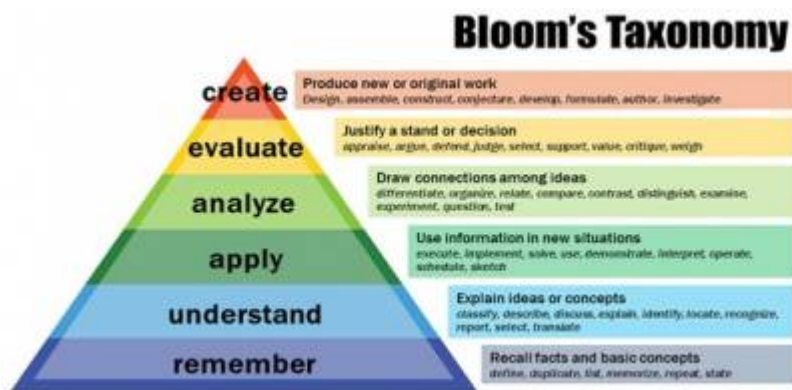 Bloom's Taxonomy
create
Produce new or original work
Design, assemble, construct, conjecture, develop, formulate, author, investigate
evaluate
Justify a stand or decision
appraise, argue, defend, judge, select, support, value, critique, weigh
analyze
Draw connections among ideas
differentiate, organize, relate, compare, contrast, distinguish, examine,
experiment, question, test
apply
Use information in new situations
execute, implement, solve, use, demonstrate, interpret, operate,
schedule, sketch
understand
Explain ideas or concepts
classify, describe, discuss, explain, identify, locate, recognize,
report, select, translate
remember
Recall facts and basic concepts
define, duplicate, list, memorize, repeat, state